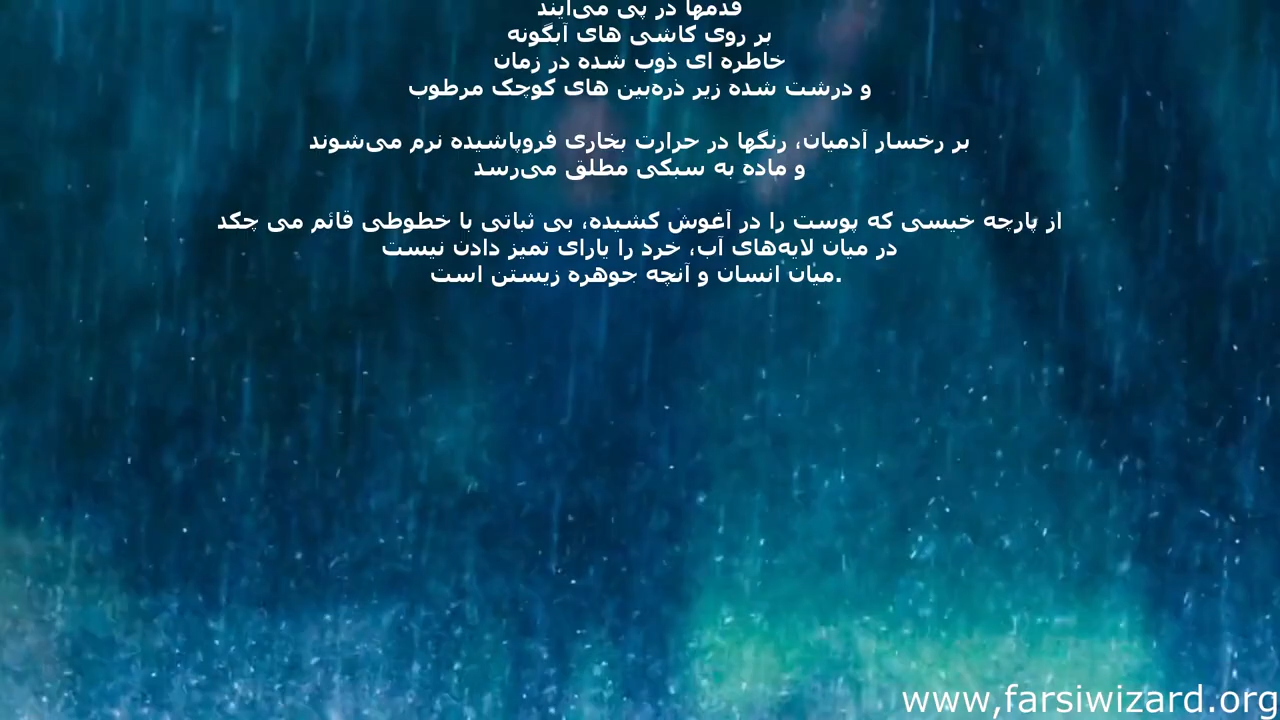 قدمها در پی می‌آیند
بر روی کاشی های آبگونه
خاطره ای ذوب شده در زمان
و درشت شده زیر ذره‌بین های کوچک مرطوب
بر رخسار آدمیان، رنگها در حرارت بخاری فروپاشیده نرم می‌شوند
و ماده به سبکی مطلق می‌رسد
از پارچه خیسی که پوست را در آغوش کشیده، بی ثباتی با خطوطی قائم می چکد
در میان لایه‌های آب، خرد را یارای تمیز دادن نیست
میان انسان و آنچه جوهره زیستن است.
www,farsiwizard.org